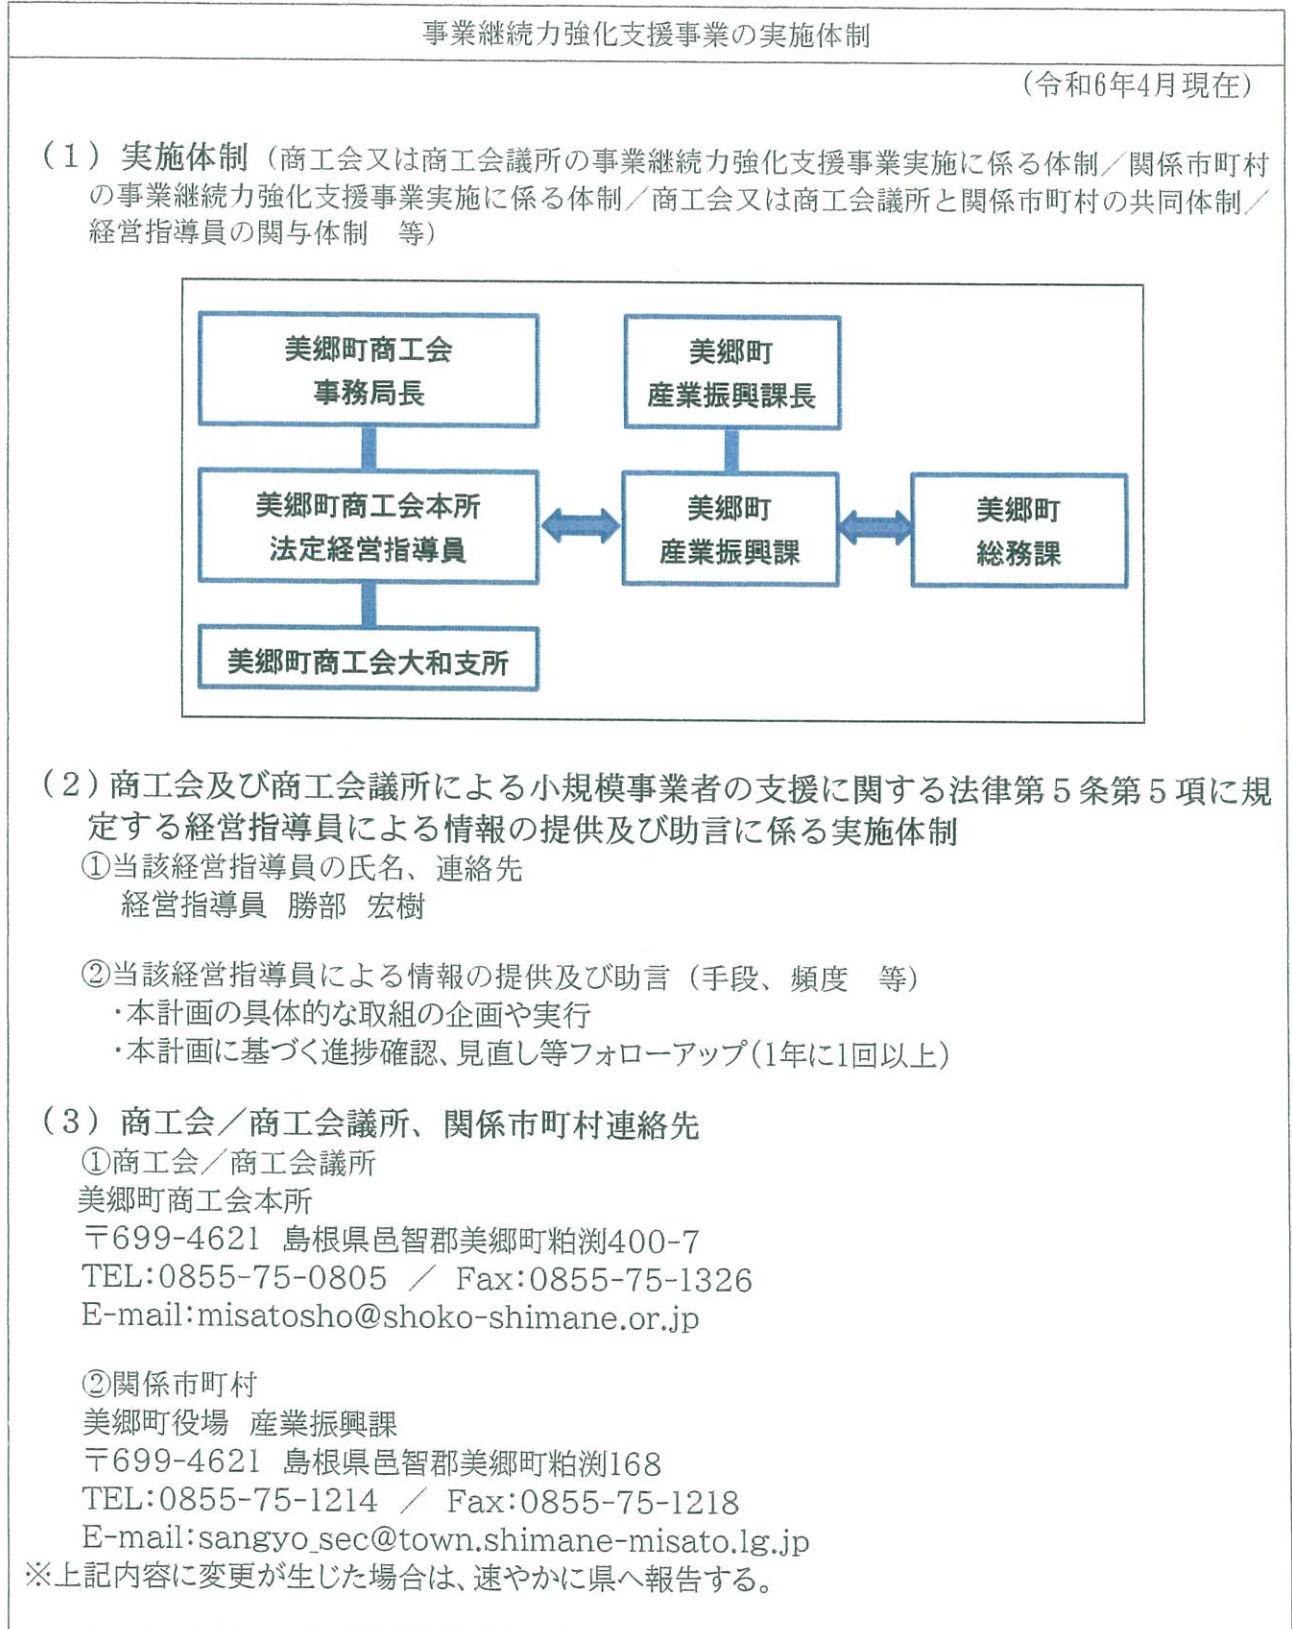 事業継続力強化支援事業の実施体制
（令和6年4月現在）
（１）実施体制（商工会又は商工会議所の事業継続力強化支援事業実施に係る体制／関係市町村
の事業継続力強化支援事業実施に係る体制／商工会又は商工会議所と関係市町村の共同体制／
経営指導員の関与体制　等）
美郷町商工会
事務局長
美郷町
産業振興課長
美郷町商工会本所
法定経営指導員
美郷町
産業振興課
美郷町
総務課
美郷町商工会大和支所
（２）商工会及び商工会議所による小規模事業者の支援に関する法律第５条第５項に規
定する経営指導員による情報の提供及び助言に係る実施体制
①当該経営指導員の氏名、連絡先
経営指導員　勝部　宏樹
②当該経営指導員による情報の提供及び助言（手段、頻度　等）
・本計画の具体的な取組の企画や実行
・本計画に基づく進捗確認、見直し等フォローアップ（1年に1回以上）
（３）商工会／商工会議所、関係市町村連絡先
①商工会／商工会議所
美郷町商工会本所
〒699-4621　島根県邑智郡美郷町粕渕400-7
TEL：0855-75-0805　／　Fax：0855-75-1326
E-mail：misatosho@shoko-shimane.or.jp
②関係市町村
美郷町役場　産業振興課
〒699-4621　島根県邑智郡美郷町粕渕168
TEL：0855-75-1214　／　Fax：0855-75-1218
E-mail：sangyo_sec@town.shimane-misato.lg.jp
※上記内容に変更が生じた場合は、速やかに県へ報告する。